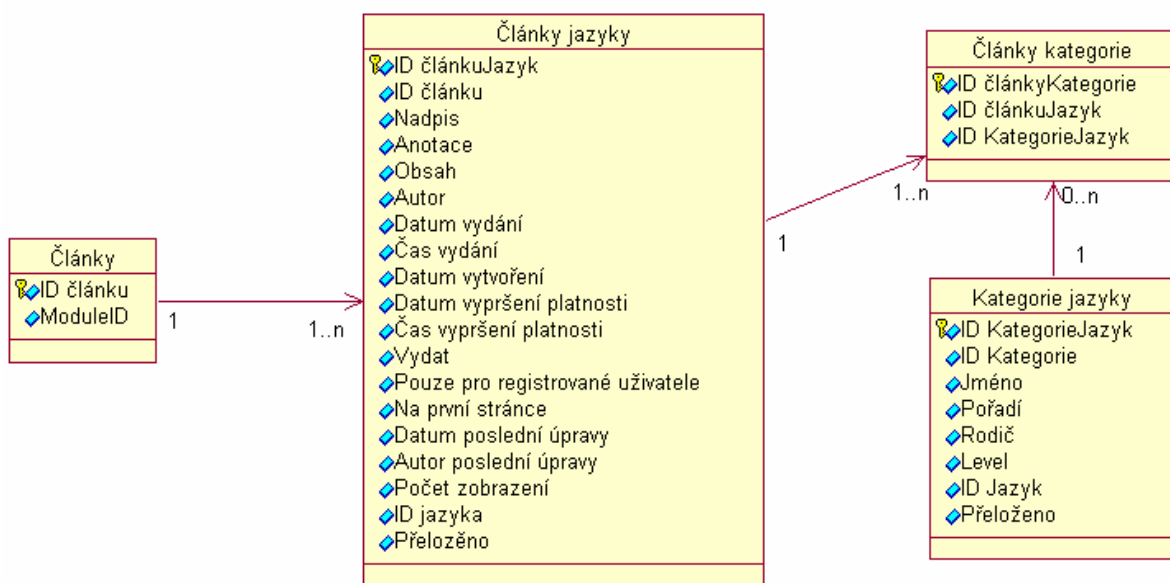 Články
ID článku
ModuleID
1
1..n
Články jazyky
ID článkuJazyk
ID článku
Nadpis
Anotace
Obsah
Autor
Datum vydání
Čas vydání
Datum vytvoření
Datum vypršení platnosti
Čas vypršení platnosti
Vydat
Pouze pro registrované uživatele
Na první stránce
Datum poslední úpravy
Autor poslední úpravy
Počet zobrazení
ID jazyka
Přelozěno
1
1..n
Články kategorie
ID článkyKategorie
ID článkuJazyk
ID KategorieJazyk
0..n
1
Kategorie jazyky
ID KategorieJazyk
ID Kategorie
Jméno
Pořadí
Rodič
Level
ID Jazyk
Přeloženo